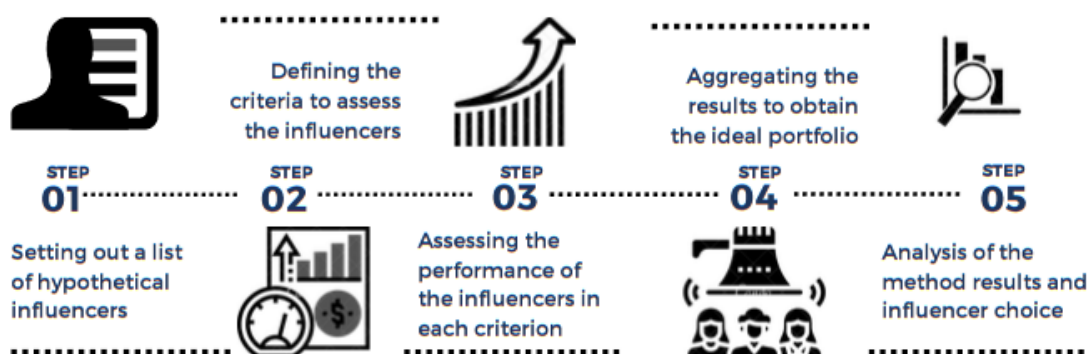 STEP
01
Setting out a list
of hypothetical
influencers
Defining the
criteria to assess
the influencers
STEP
02
$
STEP
03
Assessing the
performance of
the influencers in
each criterion
Aggregating the
results to obtain
the ideal portfolio
STEP
04
STEP
05
Analysis of the
method results and
influencer choice